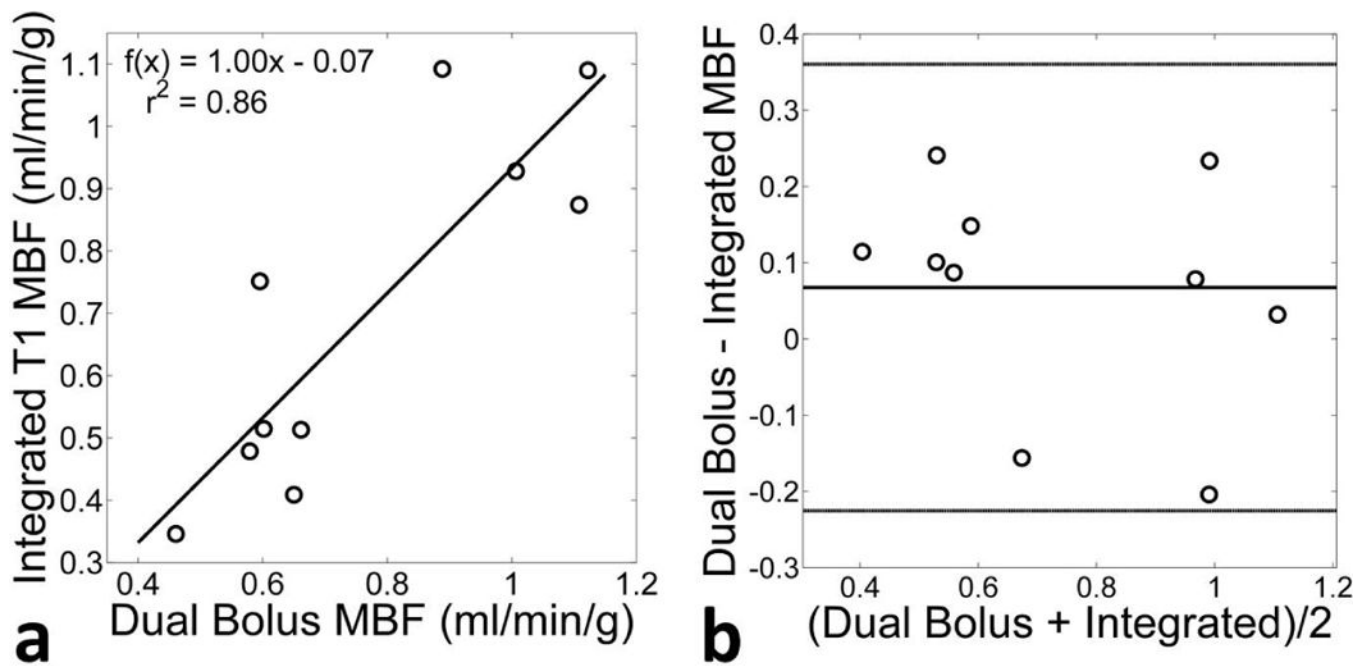 Integrated T1 MBF (ml/min/g)
f(x) = 1.00x - 0.07
r² = 0.86
1.1
1
0.9
0.8
0.7
0.6
0.5
0.4
0.3
0.4 0.6 0.8 1 1.2
Dual Bolus MBF (ml/min/g)
a
Dual Bolus - Integrated MBF
0.4
0.3
0.2
0.1
0
-0.1
-0.2
-0.3
0.4 0.6 0.8 1 1.2
(Dual Bolus + Integrated)/2
b